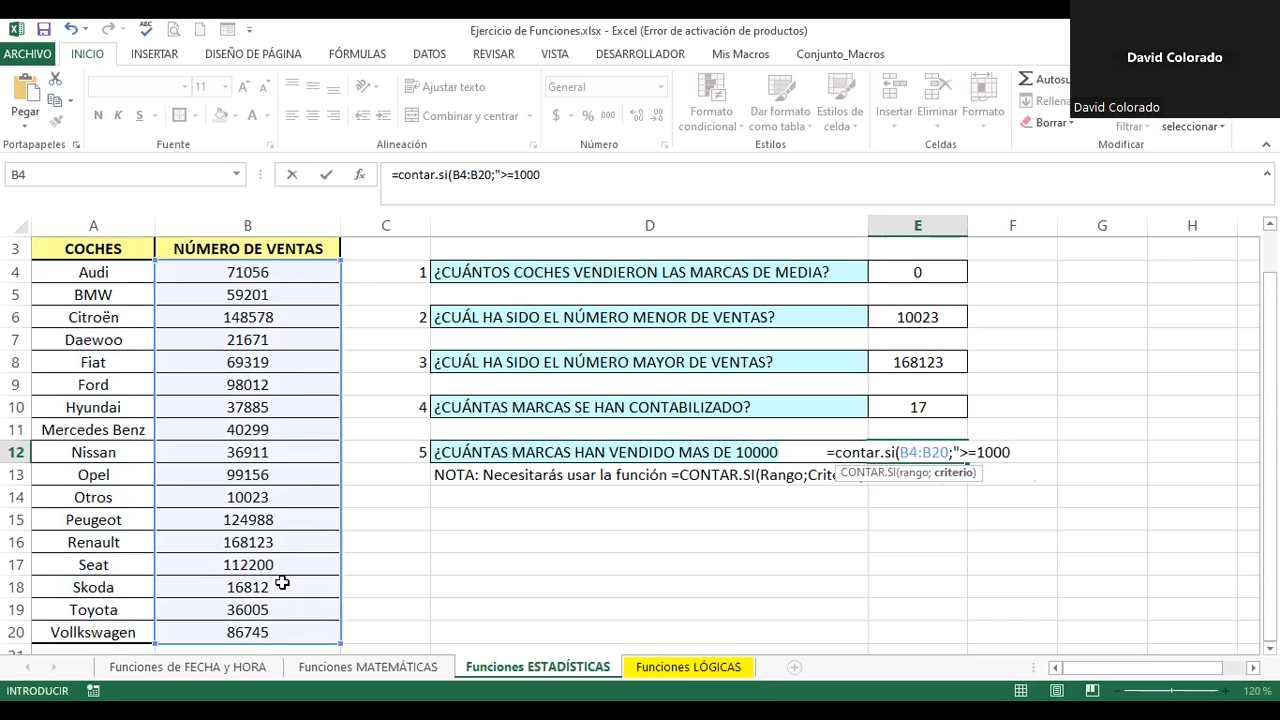 Ejercicio de Funciones.xlsx - Excel (Error de activación de productos)
David Colorado
David Colorado
ARCHIVO INICIO INSERTAR DISEÑO DE PÁGINA FÓRMULAS DATOS REVISAR VISTA DESARROLLADOR Mis Macros Conjunto_Macros
Pegar
11
N K S
Ajustar texto
Combinar y centrar
General
$ % 000
Formato condicional
Dar formato como tabla
Estilos de celda
Insertar
Eliminar
Formato
Autosu
Rellena
Borrar
filtrar
seleccionar
Portapapeles Fuente Alineación Número Estilos Celdas Modificar
B4 fx =contar.si(B4:B20;">=1000
A B C D E F G H
3 COCHES NÚMERO DE VENTAS
4 Audi 71056 1 ¿CUÁNTOS COCHES VENDIERON LAS MARCAS DE MEDIA? 0
5 BMW 59201
6 Citroën 148578 2 ¿CUÁL HA SIDO EL NÚMERO MENOR DE VENTAS? 10023
7 Daewoo 21671
8 Fiat 69319 3 ¿CUÁL HA SIDO EL NÚMERO MAYOR DE VENTAS? 168123
9 Ford 98012
10 Hyundai 37885 4 ¿CUÁNTAS MARCAS SE HAN CONTABILIZADO? 17
11 Mercedes Benz 40299
12 Nissan 36911 5 ¿CUÁNTAS MARCAS HAN VENDIDO MAS DE 10000 =contar.si(B4:B20;">=1000
13 Opel 99156 NOTA: Necesitarás usar la función =CONTAR.SI(Rango;Crite
CONTAR.SI(rango; criterio)
14 Otros 10023
15 Peugeot 124988
16 Renault 168123
17 Seat 112200
18 Skoda 16812
19 Toyota 36005
20 Vollkswagen 86745
Funciones de FECHA y HORA Funciones MATEMÁTICAS Funciones ESTADÍSTICAS Funciones LÓGICAS
INTRODUCIR 120 %